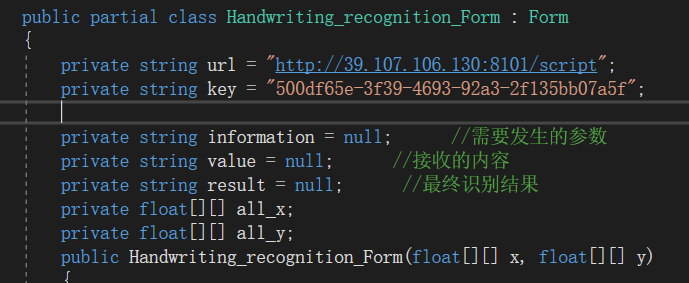 public partial class Handwriting_recognition_Form : Form
{
private string url = "http://39.107.106.130:8101/script";
private string key = "500df65e-3f39-4693-92a3-2f135bb07a5f";
private string information = null; //需要发生的参数
private string value = null; //接收的内容
private string result = null; //最终识别结果
private float[][] all_x;
private float[][] all_y;
public Handwriting_recognition_Form(float[][] x, float[][] y)
{